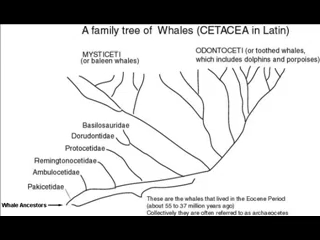 A family tree of Whales (CETACEA in Latin)
MYSTICETI
(or baleen whales)
ODONTOCETI (or toothed whales,
which includes dolphins and porpoises)
Basilosauridae
Dorudontidae
Protocetidae
Remingtonocetidae
Ambulocetidae
Pakicetidae
Whale Ancestors
These are the whales that lived in the Eocene Period
(about 55 to 37 million years ago)
Collectively they are often referred to as archaeocetes